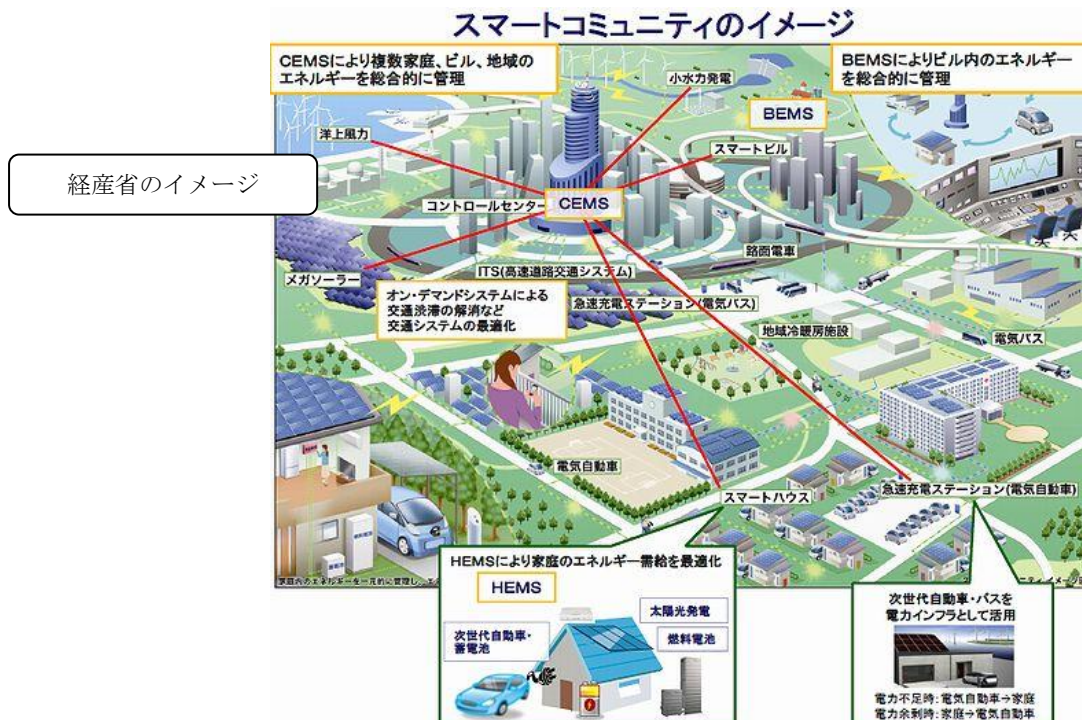 スマートコミュニティのイメージ
CEMSにより複数家庭、ビル、地域の
エネルギーを総合的に管理
BEMSによりビル内のエネルギー
を総合的に管理
小水力発電
BEMS
洋上風力
スマートビル
経産省のイメージ
コントロールセンター
CEMS
路面電車
ITS(高速道路交通システム)
メガソーラー
オン・デマンドシステムによる
交通渋滞の解消など
交通システムの最適化
急速充電ステーション(電気バス)
地域冷暖房施設
電気バス
電気自動車
スマートハウス
急速充電ステーション(電気自動車)
HEMSにより家庭のエネルギー需給を最適化
HEMS
太陽光発電
次世代自動車・
蓄電池
燃料電池
次世代自動車・バスを
電力インフラとして活用
電力不足時:電気自動車→家庭
電力余剰時:家庭→電気自動車